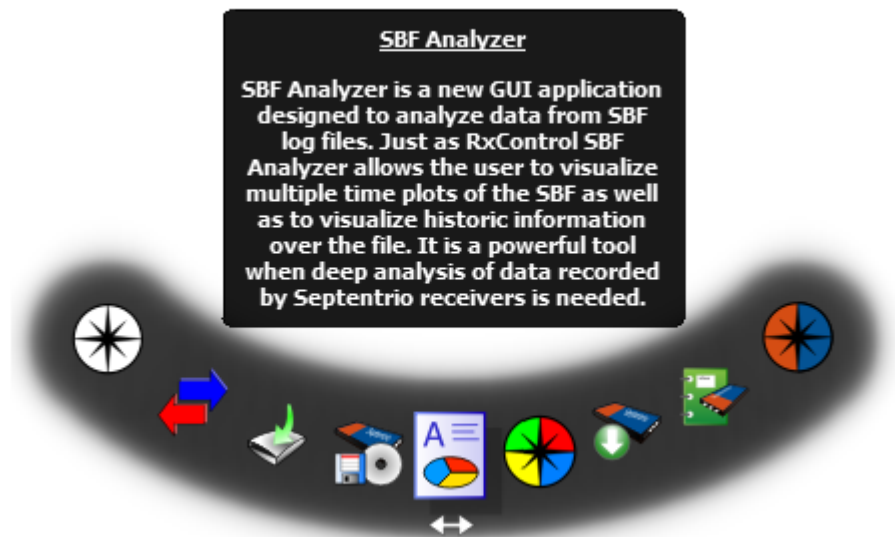 SBF Analyzer
SBF Analyzer is a new GUI application
designed to analyze data from SBF
log files. Just as RxControl SBF
Analyzer allows the user to visualize
multiple time plots of the SBF as well
as to visualize historic information
over the file. It is a powerful tool
when deep analysis of data recorded
by Septentrio receivers is needed.
A